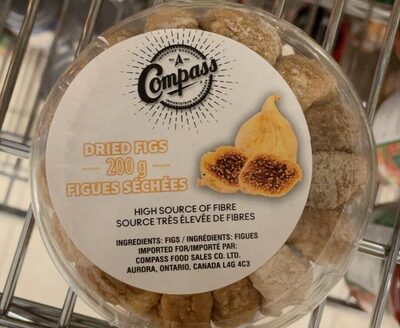 A
Compass
DRIED FIGS
200 g
FIGUES SÉCHÉES
HIGH SOURCE OF FIBRE
SOURCE TRÈS ÉLEVÉE DE FIBRES
INGREDIENTS: FIGS / INGRÉDIENTS: FIGUES
IMPORTED FOR/IMPORTÉ PAR:
COMPASS FOOD SALES CO. LTD.
AURORA, ONTARIO, CANADA L4G 4C3